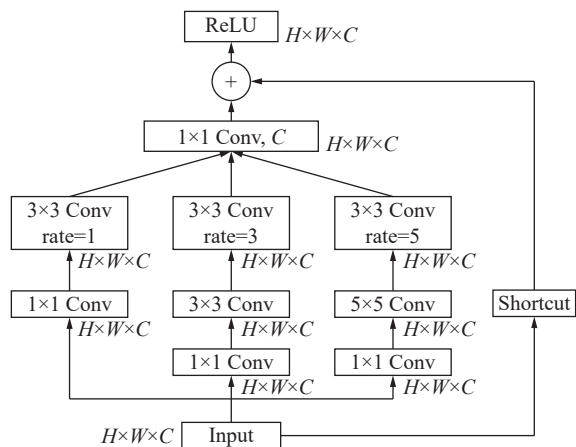 ReLU
H×W×C
+
1×1 Conv, C
H×W×C
3×3 Conv
rate=1
3×3 Conv
rate=3
3×3 Conv
rate=5
H×W×C
H×W×C
H×W×C
1×1 Conv
3×3 Conv
5×5 Conv
Shortcut
H×W×C
H×W×C
H×W×C
1×1 Conv
1×1 Conv
H×W×C
H×W×C
H×W×C
Input